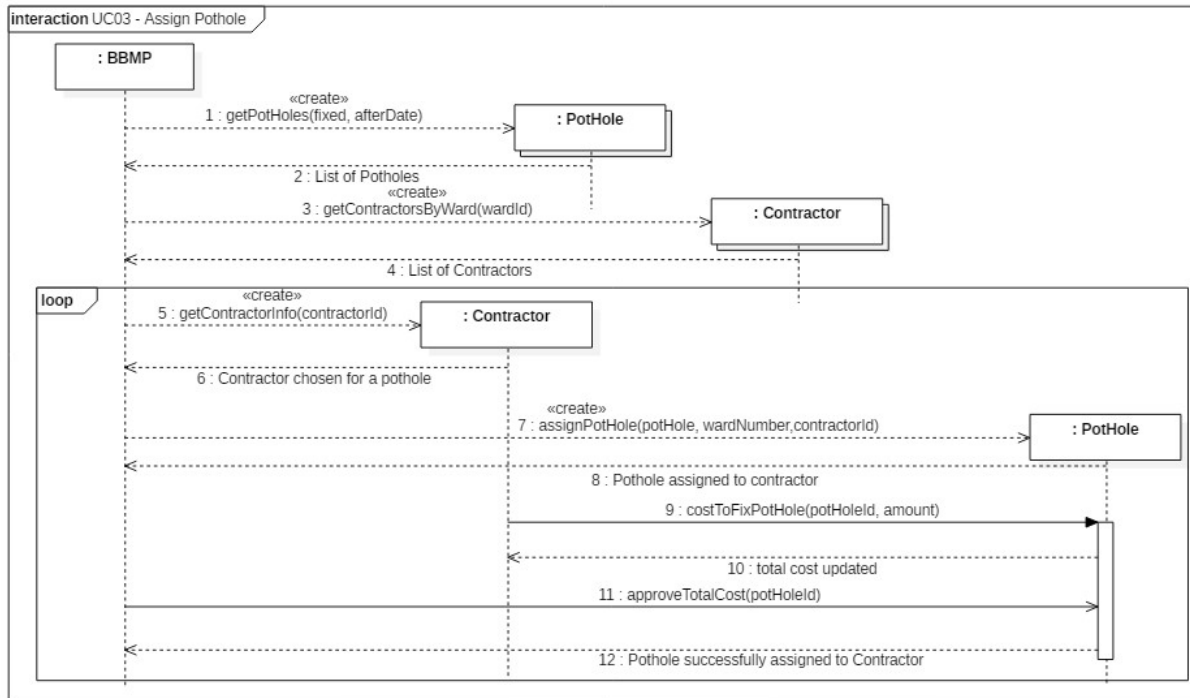 interaction UC03 - Assign Pothole
: BBMP
«create»
1 : getPotHoles(fixed, afterDate)
: PotHole
2 : List of Potholes
«create»
3 : getContractorsByWard(wardId)
: Contractor
4 : List of Contractors
loop
«create»
5 : getContractorInfo(contractorId)
: Contractor
6 : Contractor chosen for a pothole
«create»
7 : assignPotHole(potHole, wardNumber,contractorId)
: PotHole
8 : Pothole assigned to contractor
9 : costToFixPotHole(potHoleId, amount)
10 : total cost updated
11 : approveTotalCost(potHoleId)
12 : Pothole successfully assigned to Contractor